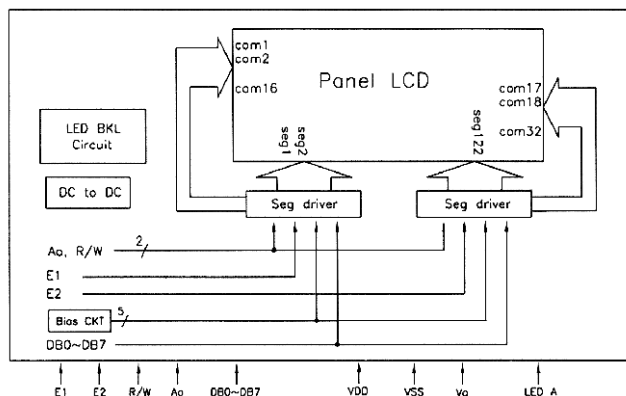 com1
com2
com16
Panel LCD
com17
com18
com32
seg1
seg2
seg122
LED BKL
Circuit
DC to DC
Seg driver
Seg driver
Ao, R/W
2
E1
E2
Bias CKT
5
DB0~DB7
E1 E2 R/W Ao DB0~DB7 VDD VSS Vo LED A